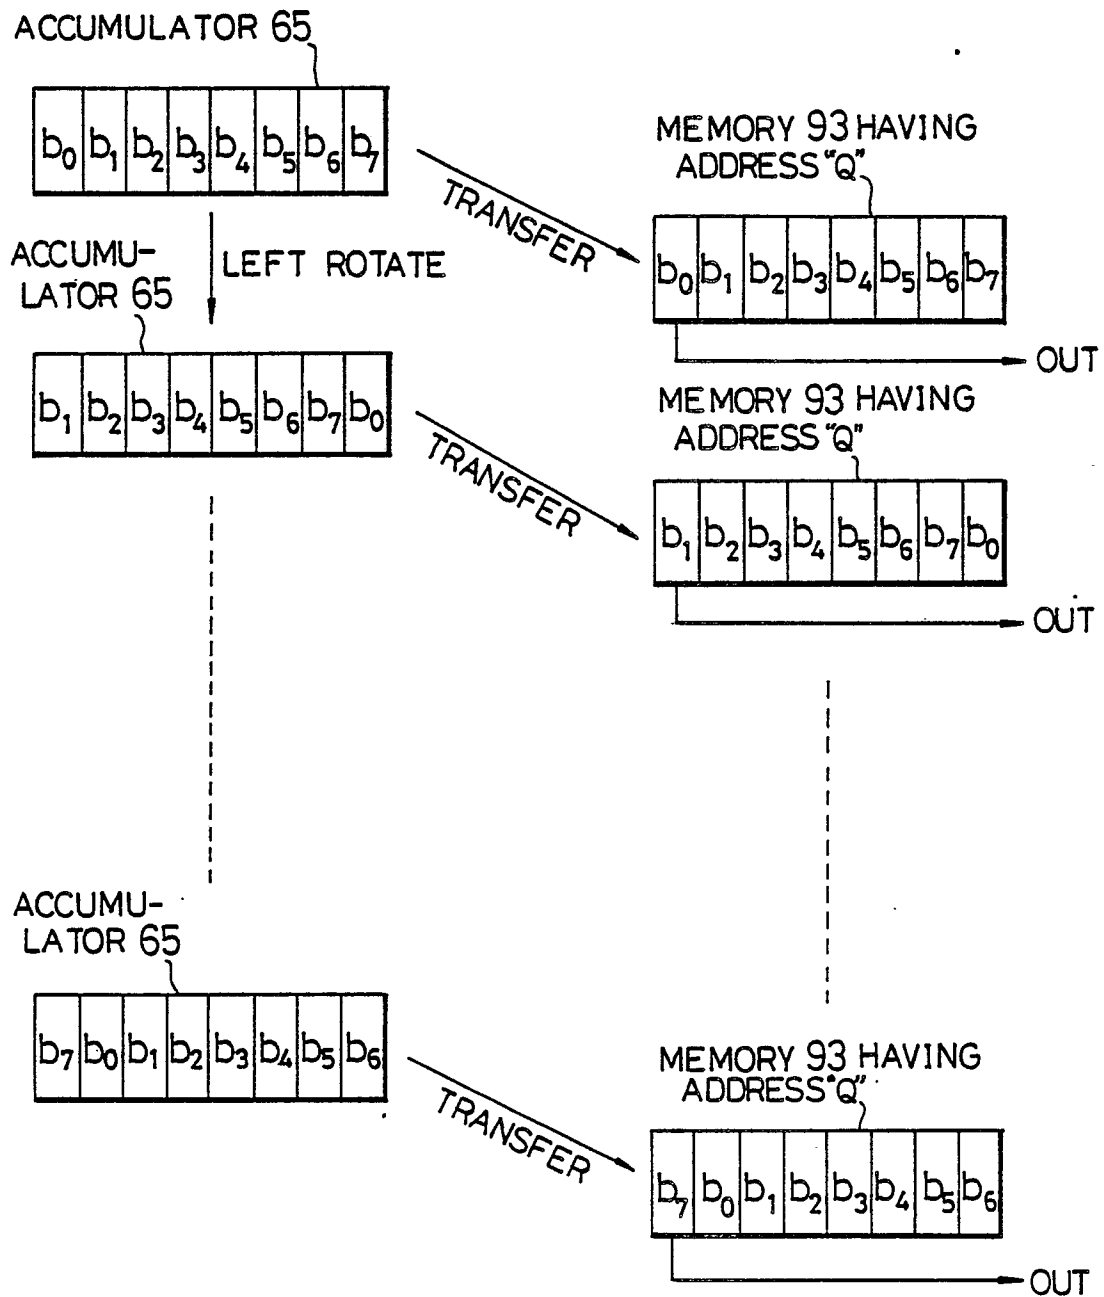 ACCUMULATOR 65
b0 b1 b2 b3 b4 b5 b6 b7
TRANSFER
MEMORY 93 HAVING
ADDRESS "Q"
b0 b1 b2 b3 b4 b5 b6 b7
OUT
LEFT ROTATE
ACCUMU-
LATOR 65
b1 b2 b3 b4 b5 b6 b7 b0
TRANSFER
MEMORY 93 HAVING
ADDRESS "Q"
b1 b2 b3 b4 b5 b6 b7 b0
OUT
ACCUMU-
LATOR 65
b7 b0 b1 b2 b3 b4 b5 b6
TRANSFER
MEMORY 93 HAVING
ADDRESS "Q"
b7 b0 b1 b2 b3 b4 b5 b6
OUT